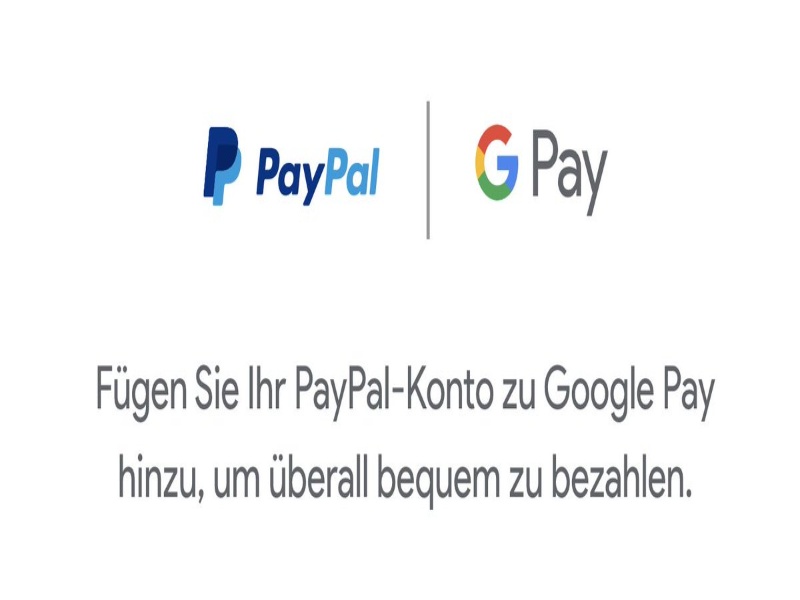 PayPal | G Pay
Fügen Sie Ihr PayPal-Konto zu Google Pay
hinzu, um überall bequem zu bezahlen.